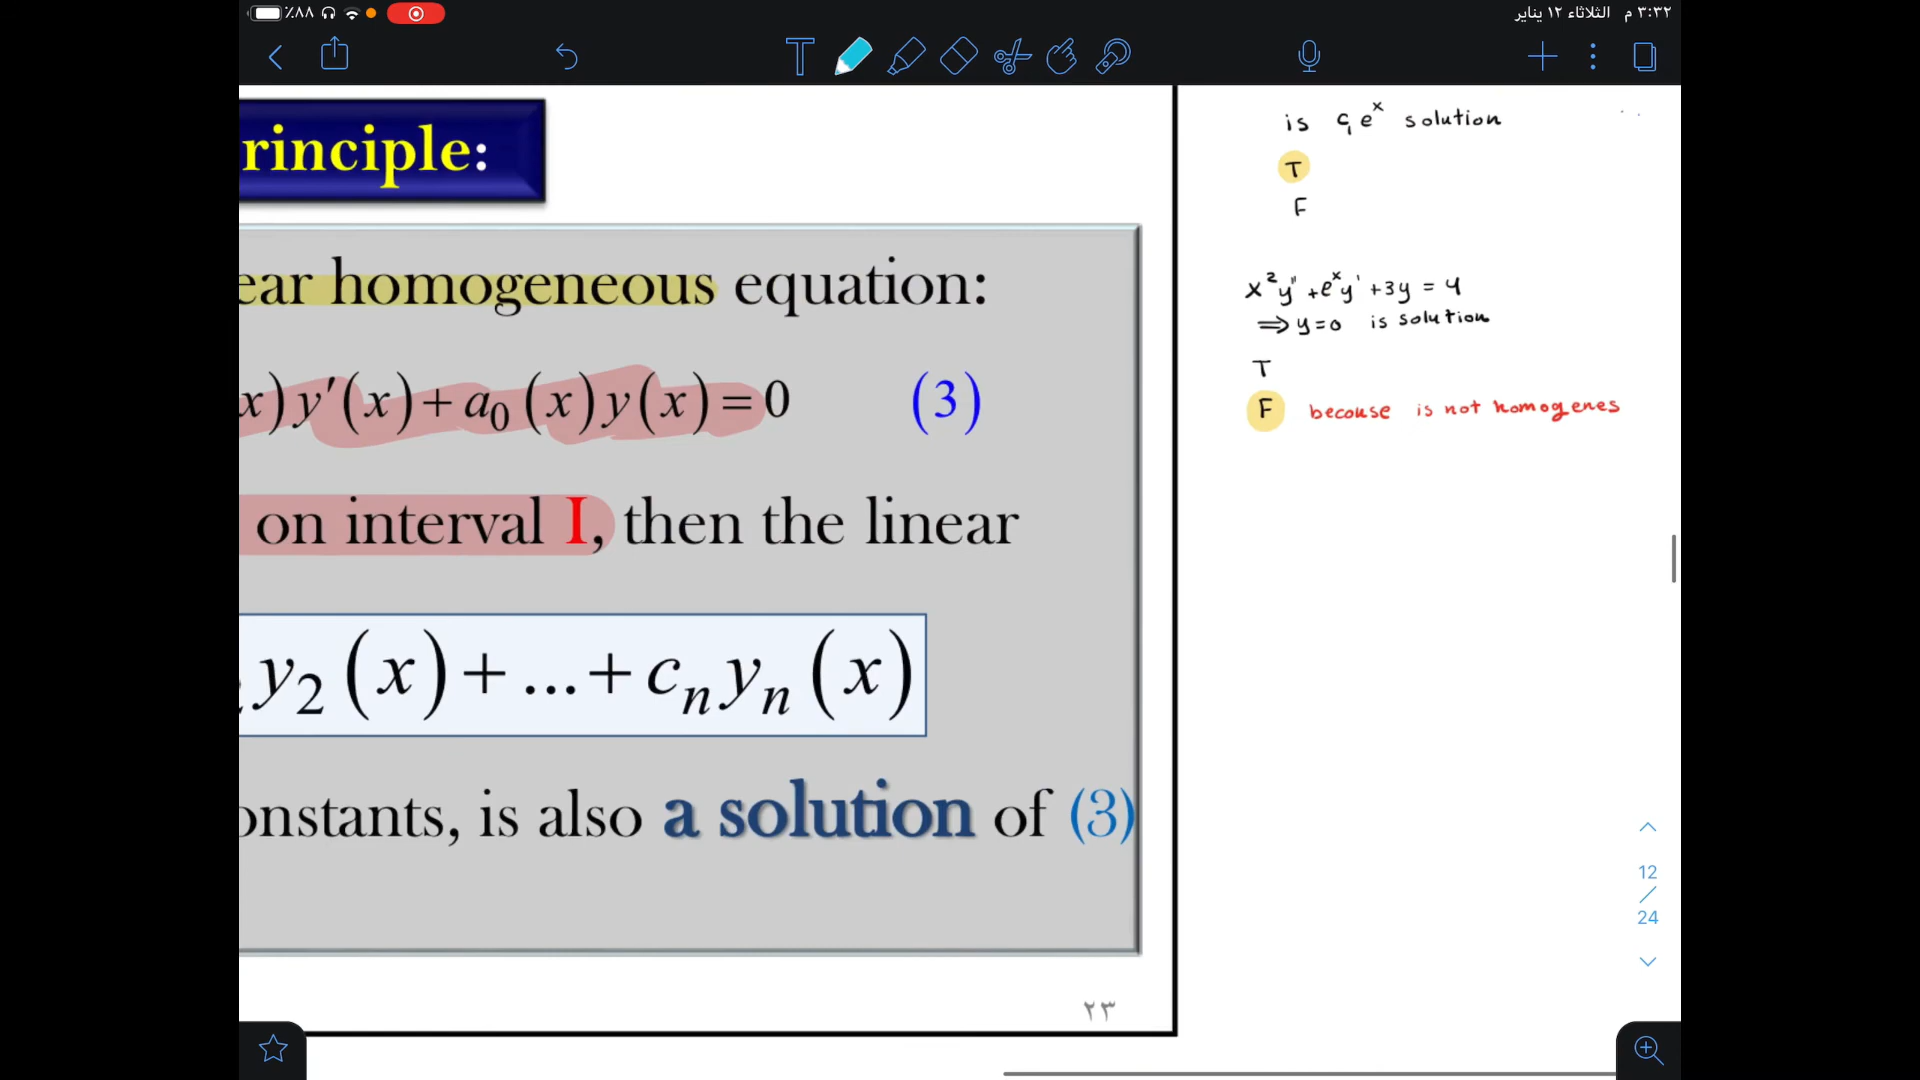 ٪٨٨
٣:٣٢ م الثلاثاء ١٢ يناير
rinciple:
ear homogeneous equation:
x)y′(x)+a₀(x)y(x)=0 (3)
on interval I, then the linear
y₂(x)+...+cₙyₙ(x)
onstants, is also a solution of (3)
٢٣
is c₁eˣ solution
T
F
x²y"+eˣy'+3y = 4
⟹ y=0 is solution
T
F becouse is not homogenes
12
/
24